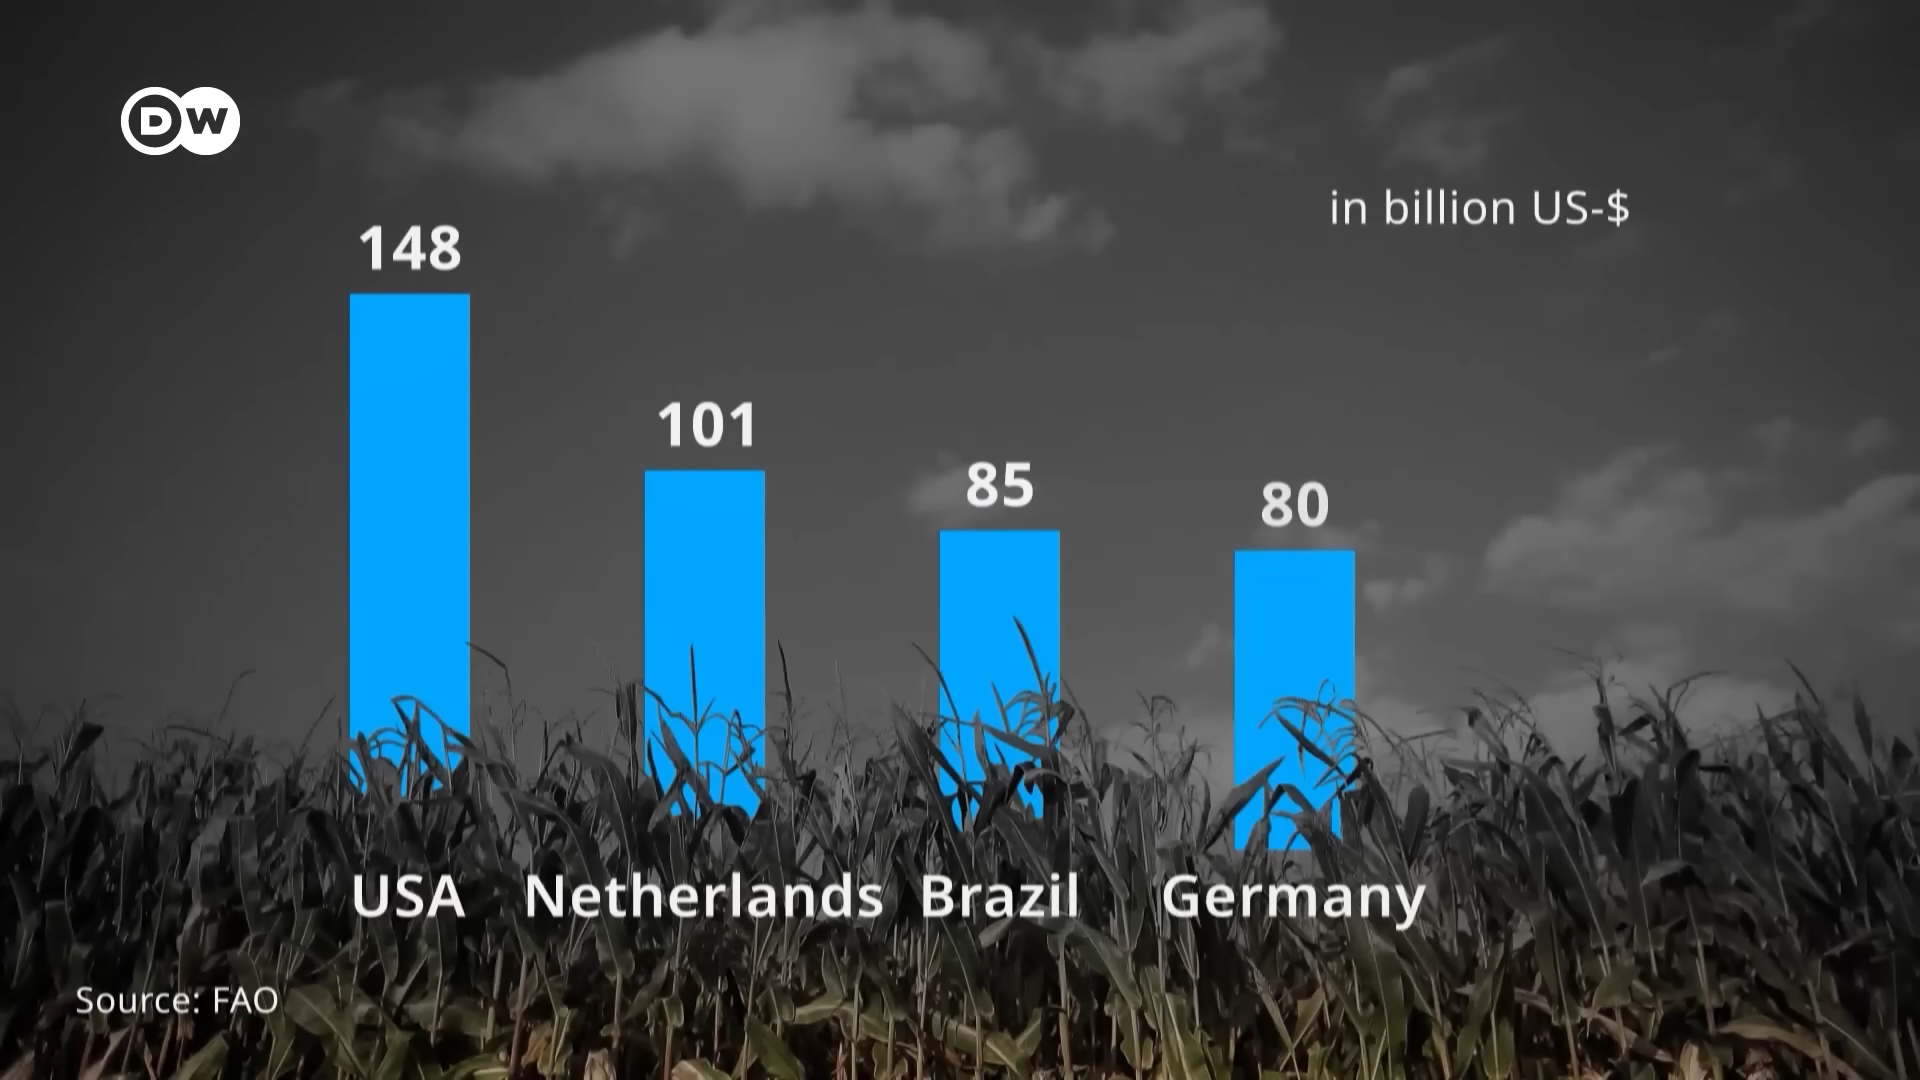 DW
in billion US-$
148
101
85
80
USA Netherlands Brazil Germany
Source: FAO